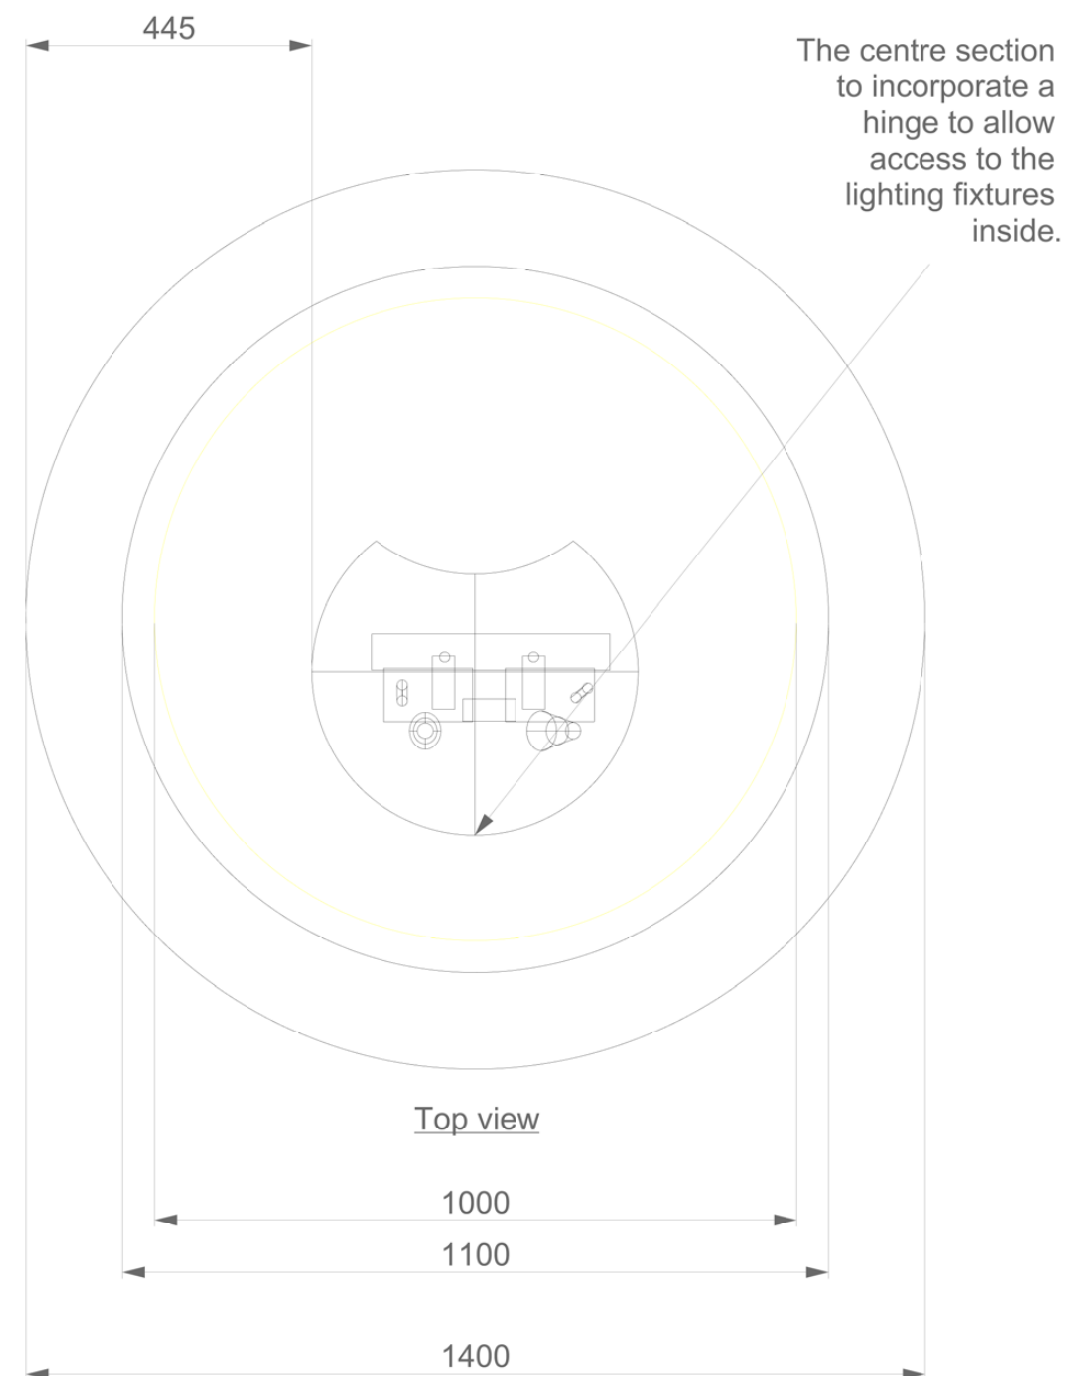 445
The centre section
to incorporate a
hinge to allow
access to the
lighting fixtures
inside.
Top view
1000
1100
1400